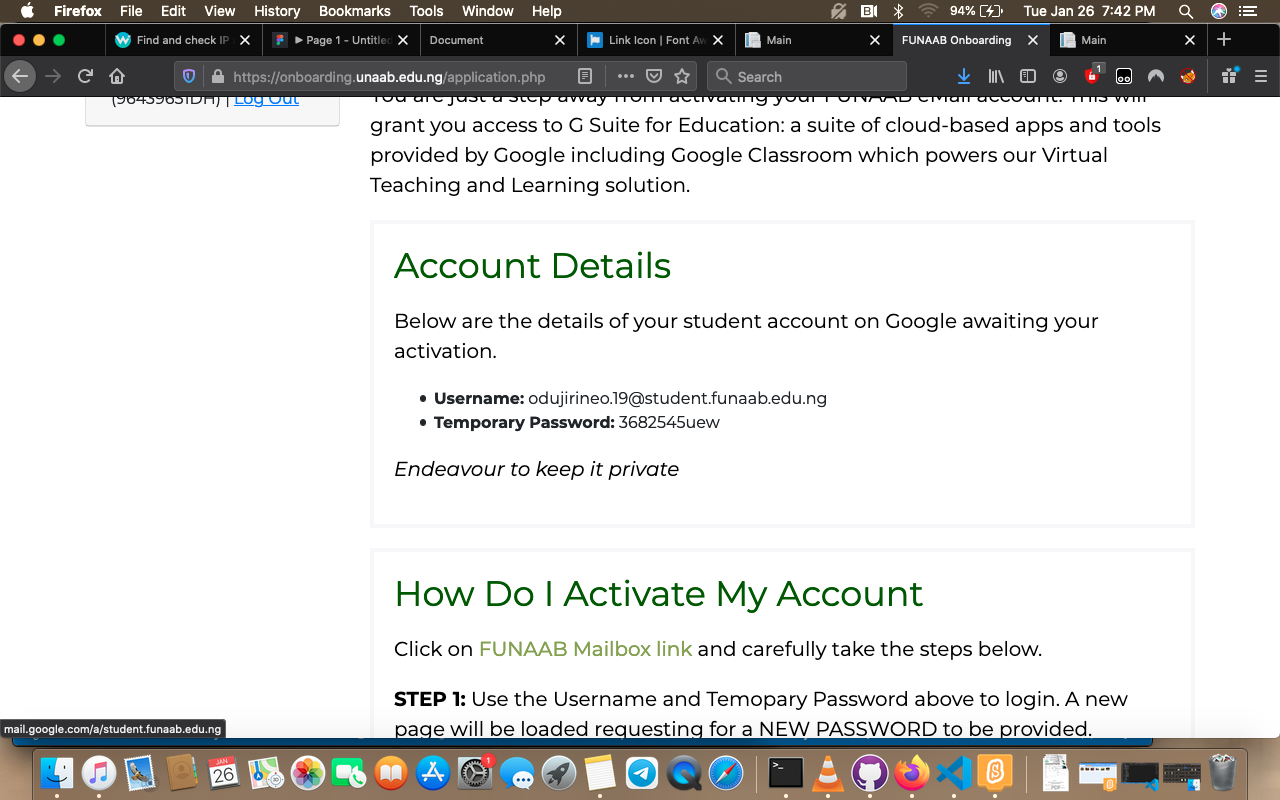 Firefox File Edit View History Bookmarks Tools Window Help 94% Tue Jan 26 7:42 PM
Find and check IP Page 1 - Untitled Document Link Icon | Font Aw Main FUNAAB Onboarding Main
https://onboarding.unaab.edu.ng/application.php Search 1
(96439651DH) | Log Out
You are just a step away from activating your FUNAAB eMail account. This will
grant you access to G Suite for Education: a suite of cloud-based apps and tools
provided by Google including Google Classroom which powers our Virtual
Teaching and Learning solution.
Account Details
Below are the details of your student account on Google awaiting your
activation.
Username: odujirineo.19@student.funaab.edu.ng
Temporary Password: 3682545uew
Endeavour to keep it private
How Do I Activate My Account
Click on FUNAAB Mailbox link and carefully take the steps below.
STEP 1: Use the Username and Temopary Password above to login. A new
page will be loaded requesting for a NEW PASSWORD to be provided.
mail.google.com/a/student.funaab.edu.ng
JAN
26
1